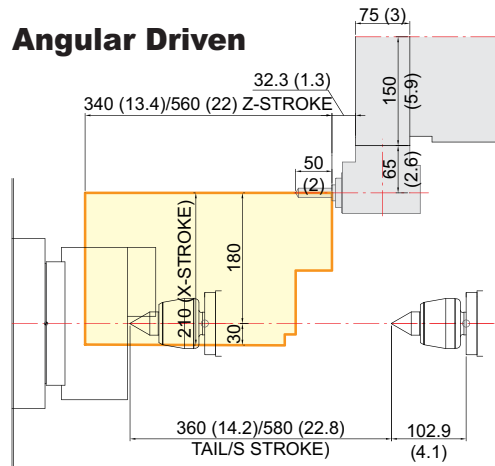 Angular Driven
75 (3)
32.3 (1.3)
340 (13.4)/560 (22) Z-STROKE
150
(5.9)
50
(2)
65
(2.6)
210 (X-STROKE)
180
30
360 (14.2)/580 (22.8)
TAIL/S STROKE)
102.9
(4.1)